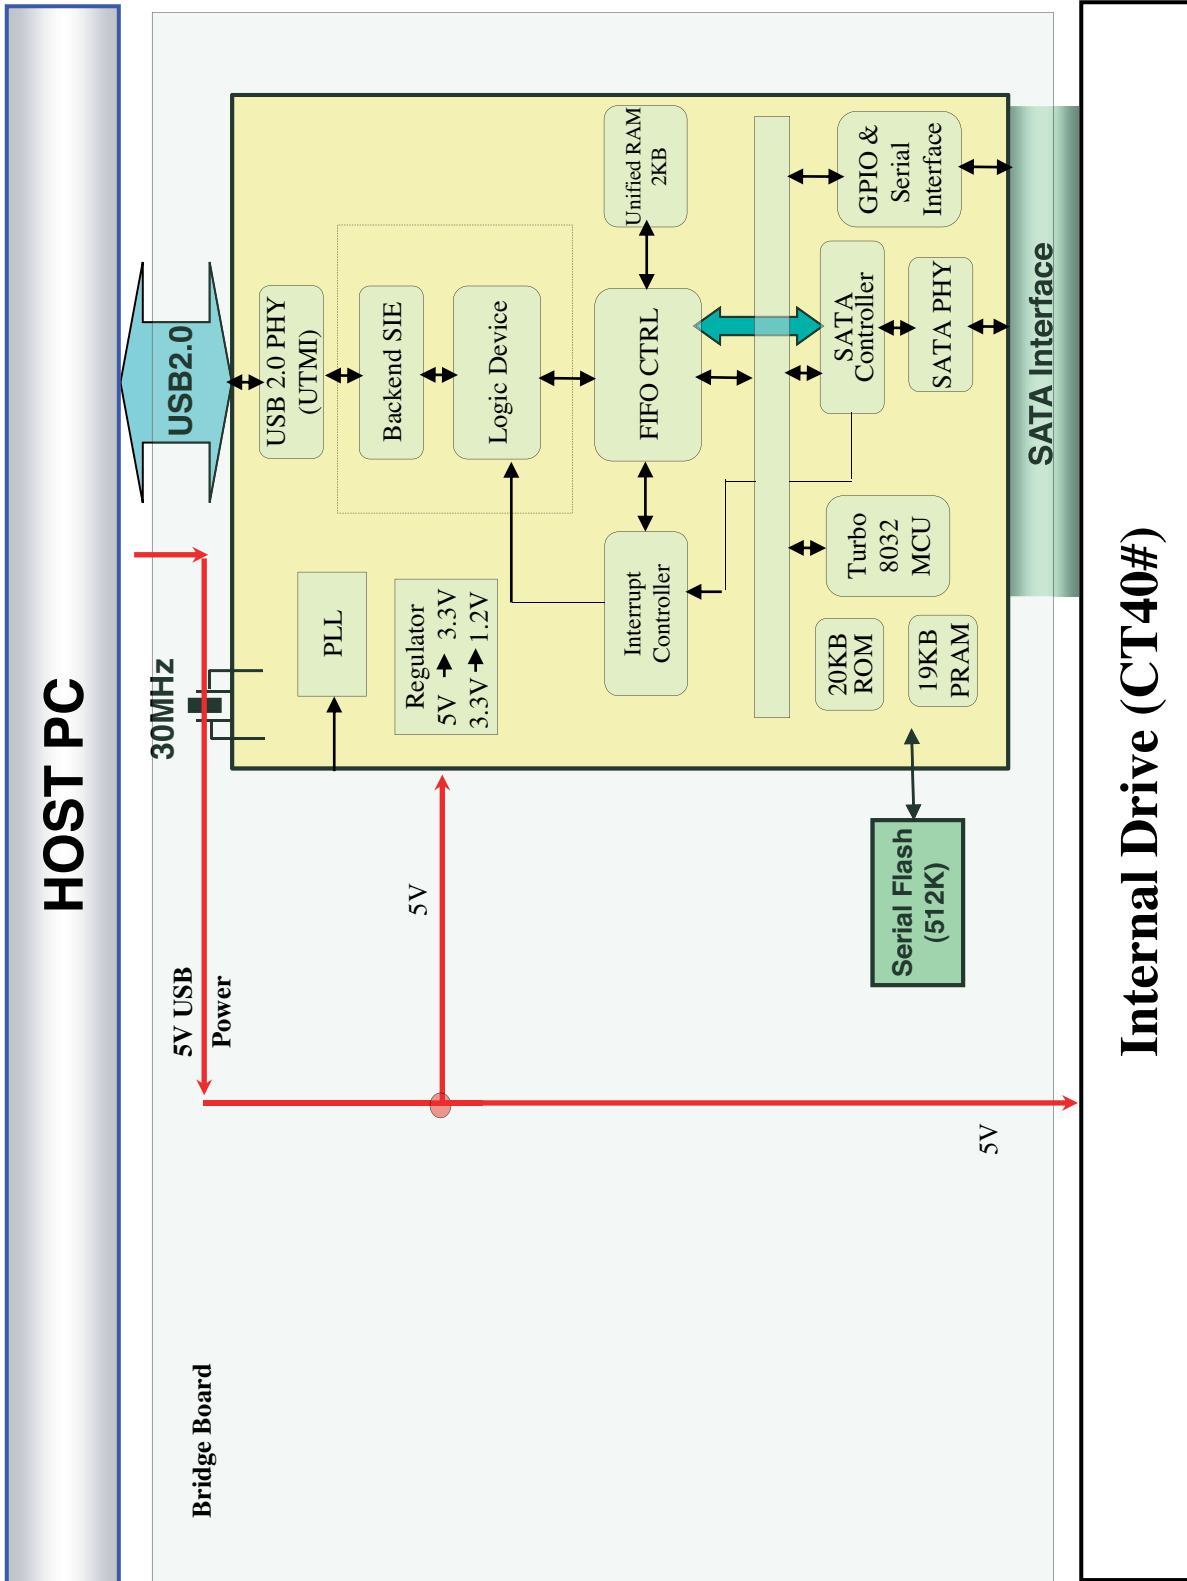 HOST PC
Bridge Board
5V USB
Power
30MHz
USB2.0
5V
5V
PLL
Regulator
5V 3.3V
3.3V 1.2V
USB 2.0 PHY
(UTMI)
Backend SIE
Logic Device
Interrupt
Controller
FIFO CTRL
Unified RAM
2KB
20KB
ROM
19KB
PRAM
Turbo
8032
MCU
SATA
Controller
SATA PHY
GPIO &
Serial
Interface
Serial Flash
(512K)
SATA Interface
Internal Drive (CT40#)